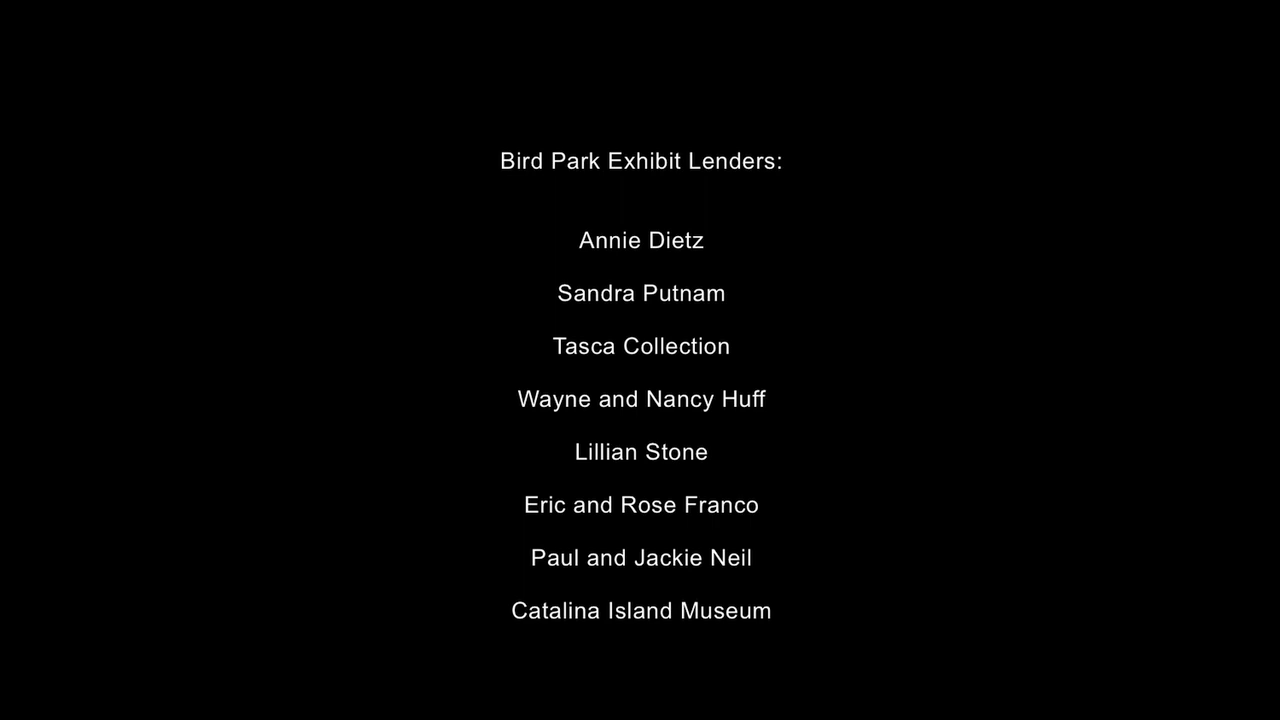 Bird Park Exhibit Lenders:
Annie Dietz
Sandra Putnam
Tasca Collection
Wayne and Nancy Huff
Lillian Stone
Eric and Rose Franco
Paul and Jackie Neil
Catalina Island Museum